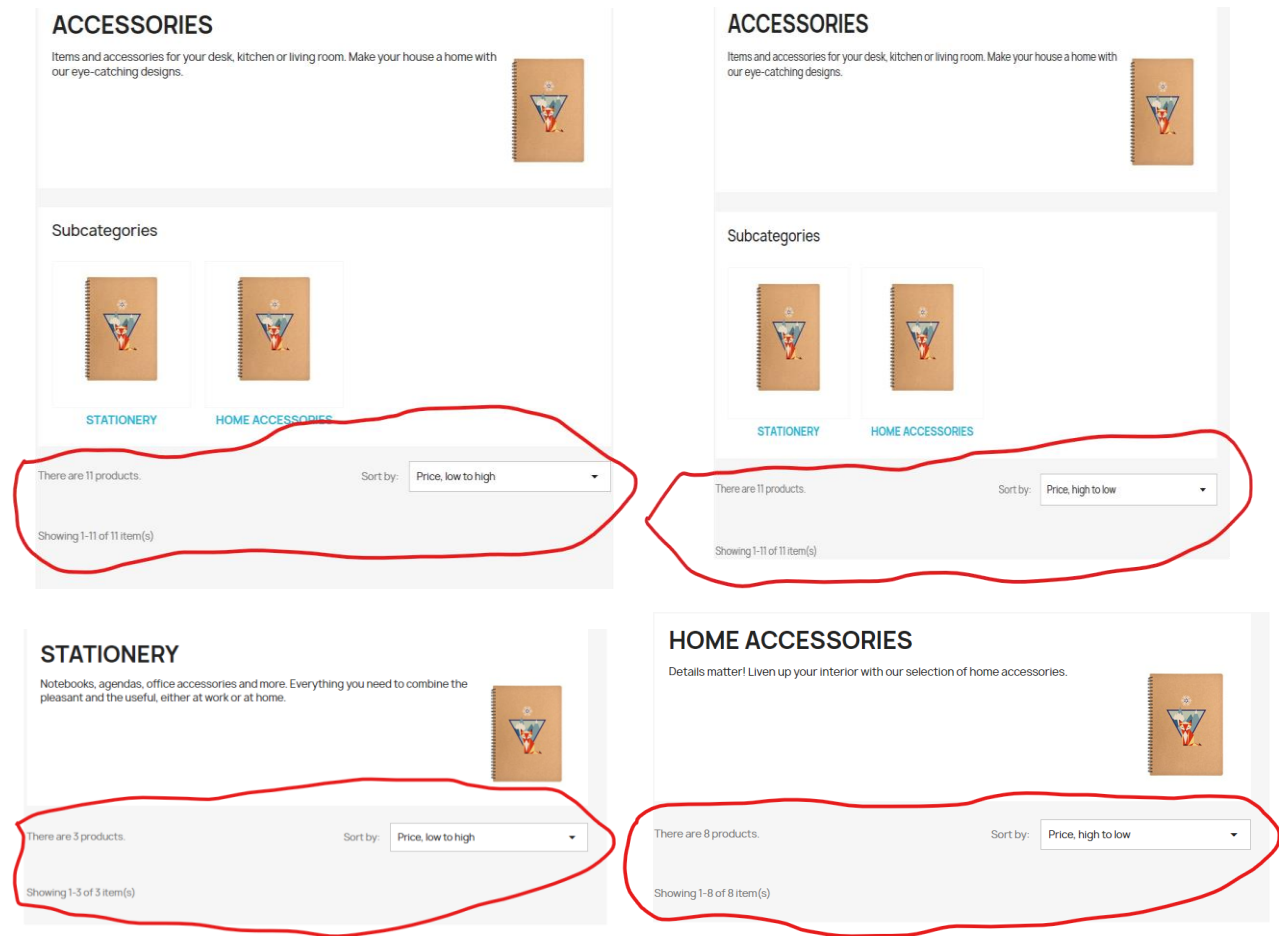 ACCESSORIES
Items and accessories for your desk, kitchen or living room. Make your house a home with
our eye-catching designs.
Subcategories
STATIONERY
HOME ACCESSORIES
There are 11 products.
Sort by:
Price, low to high
Showing 1-11 of 11 item(s)
ACCESSORIES
Items and accessories for your desk, kitchen or living room. Make your house a home with
our eye-catching designs.
Subcategories
STATIONERY
HOME ACCESSORIES
There are 11 products.
Sort by:
Price, high to low
Showing 1-11 of 11 item(s)
STATIONERY
Notebooks, agendas, office accessories and more. Everything you need to combine the
pleasant and the useful, either at work or at home.
There are 3 products.
Sort by:
Price, low to high
Showing 1-3 of 3 item(s)
HOME ACCESSORIES
Details matter! Liven up your interior with our selection of home accessories.
There are 8 products.
Sort by:
Price, high to low
Showing 1-8 of 8 item(s)